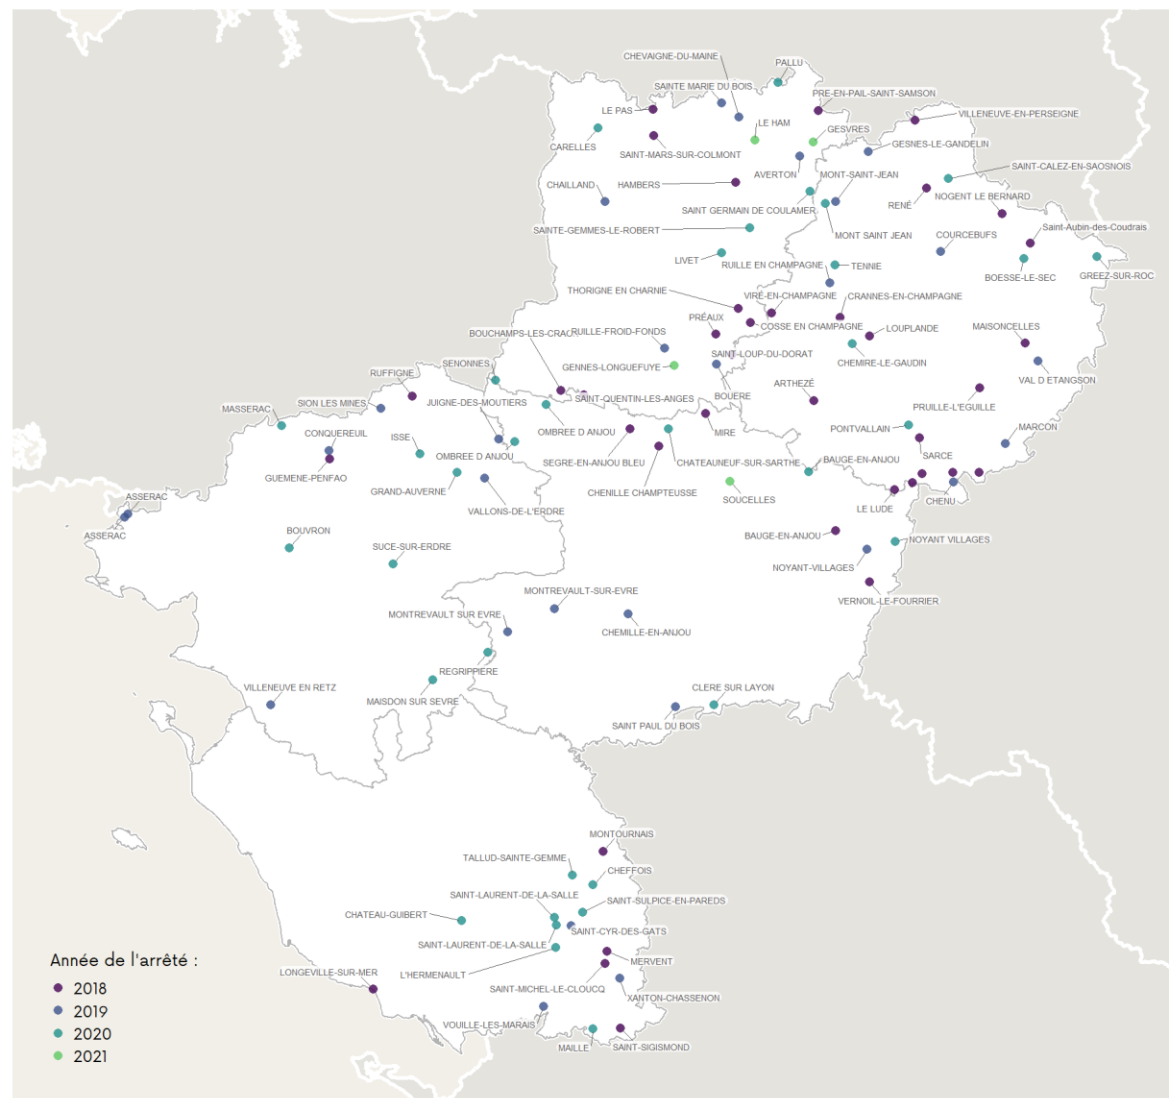 CHEVAIGNE-DU-MAINE
PALLU
SAINTE MARIE DU BOIS
LE PAS
PRE-EN-PAIL-SAINT-SAMSON
VILLENEUVE-EN-PERSEIGNE
LE HAM
GESVRES
CARELLES
SAINT-MARS-SUR-COLMONT
GESNES-LE-GANDELIN
SAINT-CALEZ-EN-SAOSNOIS
AVERTON
MONT-SAINT-JEAN
CHAILLAND
HAMBERS
RENÉ
NOGENT LE BERNARD
SAINT GERMAIN DE COULAMER
Saint-Aubin-des-Coudrais
SAINTE-GEMMES-LE-ROBERT
MONT SAINT JEAN
COURCEBUFS
LIVET
RUILLE EN CHAMPAGNE
TENNIE
BOESSE-LE-SEC
GREEZ-SUR-ROC
THORIGNE EN CHARNIE
VIRÉ-EN-CHAMPAGNE
CRANNES-EN-CHAMPAGNE
PRÉAUX
COSSE EN CHAMPAGNE
LOUPLANDE
MAISONCELLES
BOUCHAMPS-LES-CRAO
RUILLE-FROID-FONDS
SAINT-LOUP-DU-DORAT
CHEMIRE-LE-GAUDIN
SENONNES
GENNES-LONGUEFUYE
RUFFIGNE
VAL D ETANGSON
ARTHEZÉ
BOUERE
SION LES MINES
JUIGNE-DES-MOUTIERS
SAINT-QUENTIN-LES-ANGES
PRUILLE-L'EGUILLE
MASSERAC
CONQUEREUIL
ISSE
OMBREE D ANJOU
MIRE
PONTVALLAIN
MARCON
OMBREE D ANJOU
SEGRE-EN-ANJOU BLEU
CHATEAUNEUF-SUR-SARTHE
BAUGE-EN-ANJOU
SARCE
GUEMENE-PENFAO
GRAND-AUVERNE
CHENILLE CHAMPTEUSSE
SOUCELLES
CHENU
ASSERAC
VALLONS-DE-L'ERDRE
LE LUDE
ASSERAC
BOUVRON
SUCE-SUR-ERDRE
BAUGE-EN-ANJOU
NOYANT VILLAGES
NOYANT-VILLAGES
MONTREVAULT-SUR-EVRE
VERNOIL-LE-FOURRIER
MONTREVAULT SUR EVRE
CHEMILLE-EN-ANJOU
REGRIPPIERE
VILLENEUVE EN RETZ
MAISDON SUR SEVRE
CLERE SUR LAYON
SAINT PAUL DU BOIS
MONTOURNAIS
TALLUD-SAINTE-GEMME
CHEFFOIS
SAINT-LAURENT-DE-LA-SALLE
SAINT-SULPICE-EN-PAREDS
CHATEAU-GUIBERT
SAINT-CYR-DES-GATS
SAINT-LAURENT-DE-LA-SALLE
MERVENT
L'HERMENAULT
LONGEVILLE-SUR-MER
SAINT-MICHEL-LE-CLOUCQ
XANTON-CHASSENON
VOUILLE-LES-MARAIS
MAILLE
SAINT-SIGISMOND
Année de l'arrêté :
2018
2019
2020
2021